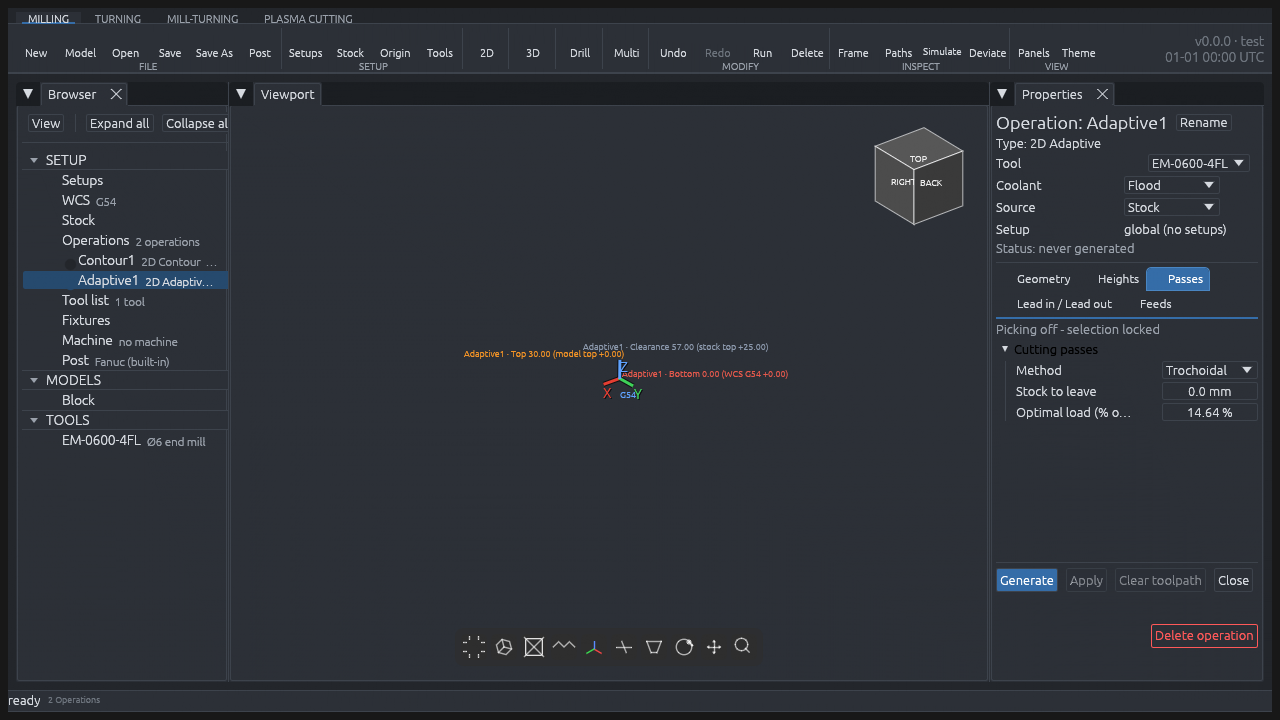 MILLING TURNING MILL-TURNING PLASMA CUTTING
New Model Open Save Save As Post Setups Stock Origin Tools 2D 3D Drill Multi Undo Redo Run Delete Frame Paths Simulate Deviate Panels Theme
FILE SETUP MODIFY INSPECT VIEW
v0.0.0 · test
01-01 00:00 UTC
Browser
View Expand all Collapse al
SETUP
Setups
WCS G54
Stock
Operations 2 operations
Contour1 2D Contour ...
Adaptive1 2D Adaptiv...
Tool list 1 tool
Fixtures
Machine no machine
Post Fanuc (built-in)
MODELS
Block
TOOLS
EM-0600-4FL Ø6 end mill
Viewport
TOP
RIGHT BACK
Adaptive1 · Clearance 57.00 (stock top +25.00)
Adaptive1 · Top 30.00 (model top +0.00)
Adaptive1 · Bottom 0.00 (WCS G54 +0.00)
Z
X G54 Y
Properties
Operation: Adaptive1 Rename
Type: 2D Adaptive
Tool EM-0600-4FL
Coolant Flood
Source Stock
Setup global (no setups)
Status: never generated
Geometry Heights Passes
Lead in / Lead out Feeds
Picking off - selection locked
Cutting passes
Method Trochoidal
Stock to leave 0.0 mm
Optimal load (% o... 14.64 %
Generate Apply Clear toolpath Close
Delete operation
ready 2 Operations